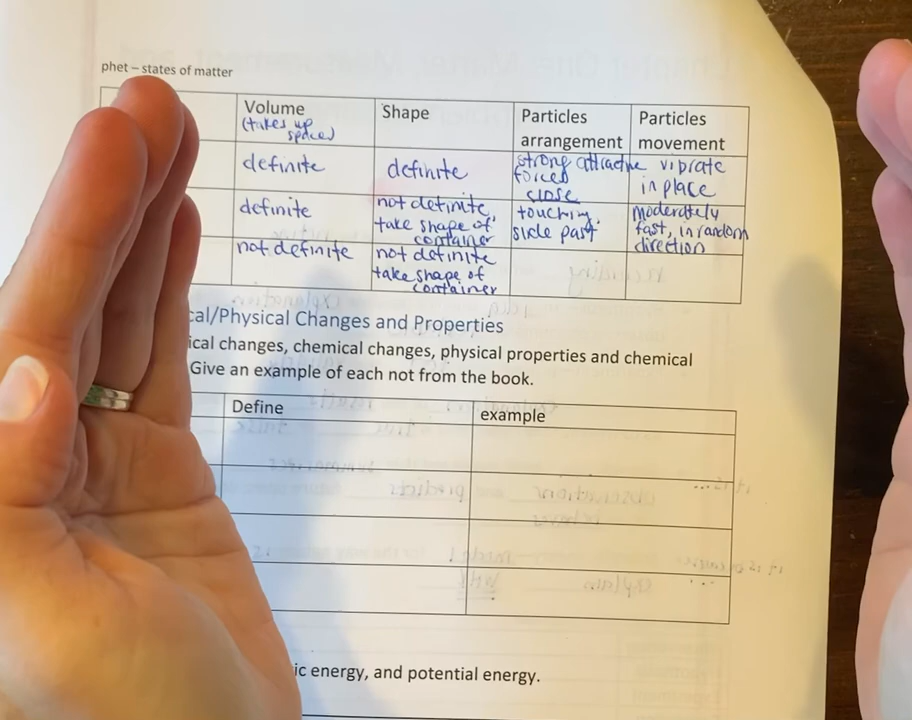 phet – states of matter
Volume Shape Particles Particles
(takes up arrangement movement
space)
definite definite strong attractive vibrate
forces in place
close
definite not definite, touching, moderately
take shape of slide past fast, in random
container direction
not definite not definite
take shape of
container
cal/Physical Changes and Properties
ical changes, chemical changes, physical properties and chemical
Give an example of each not from the book.
Define example
ic energy, and potential energy.